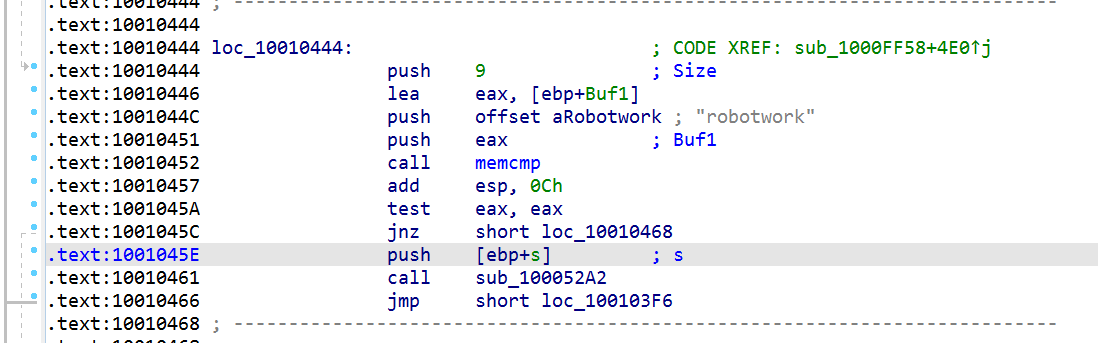 .text:10010444 ; ---------------------------------------------------------------------------
.text:10010444
.text:10010444 loc_10010444: ; CODE XREF: sub_1000FF58+4E0↑j
.text:10010444 push 9 ; Size
.text:10010446 lea eax, [ebp+Buf1]
.text:1001044C push offset aRobotwork ; "robotwork"
.text:10010451 push eax ; Buf1
.text:10010452 call memcmp
.text:10010457 add esp, 0Ch
.text:1001045A test eax, eax
.text:1001045C jnz short loc_10010468
.text:1001045E push [ebp+s] ; s
.text:10010461 call sub_100052A2
.text:10010466 jmp short loc_100103F6
.text:10010468 ; ---------------------------------------------------------------------------